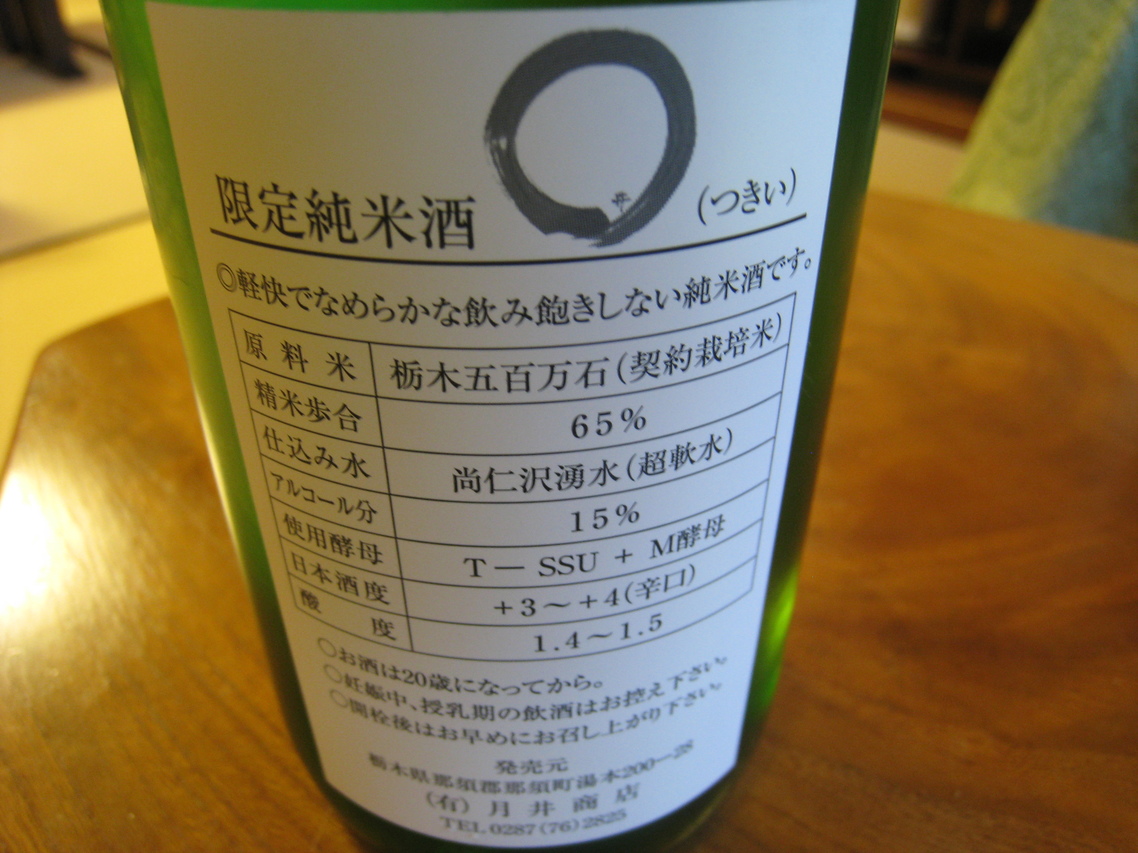 限定純米酒 (つきい)
◎軽快でなめらかな飲み飽きしない純米酒です。
原料米 栃木五百万石(契約栽培米)
精米歩合 65%
仕込み水 尚仁沢湧水(超軟水)
アルコール分 15%
使用酵母 T－SSU + M酵母
日本酒度 +3～+4(辛口)
酸度 1.4～1.5
○お酒は20歳になってから。
○妊娠中、授乳期の飲酒はお控え下さい。
○開栓後はお早めにお召し上がり下さい。
発売元
栃木県那須郡那須町湯本200－28
(有)月井商店
TEL 0287(76)2825